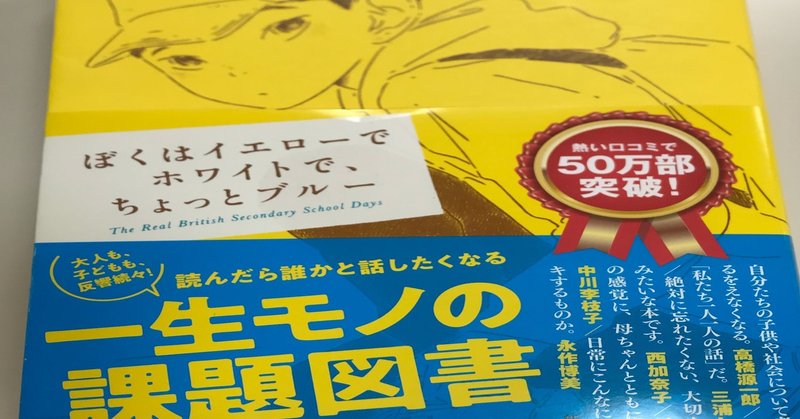 ぼくはイエローで
ホワイトで、
ちょっとブルー
The Real British Secondary School Days
熱い口コミで
50万部
突破!
大人も、
子どもも、
反響続々!
読んだら誰かと話したくなる
一生モノの
課題図書
自分たちの子供や社会について
るをえなくなる。高橋源一郎
「私たち一人一人の話」だ。三浦
/絶対に忘れたくない、大切
みたいな本です。西加奈子/
の感覚に、母ちゃんとともに
中川李枝子/日常にこんなに
キするものか。永作博美